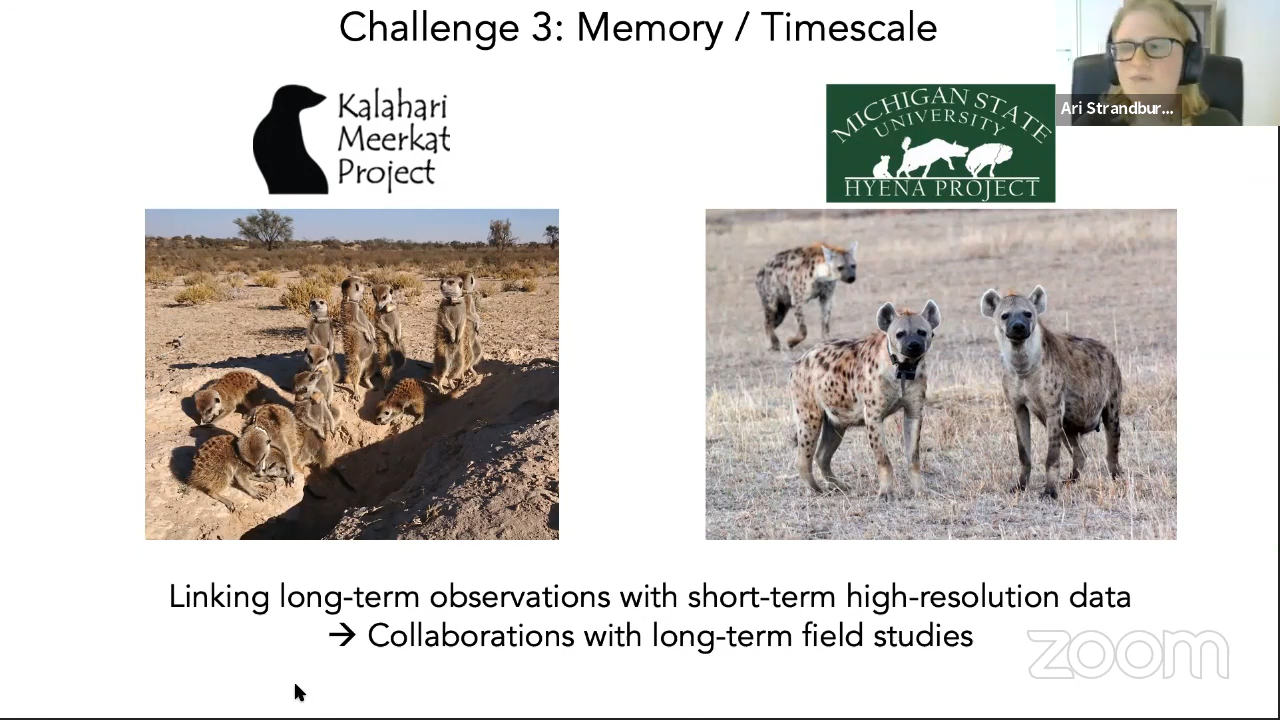 Challenge 3: Memory / Timescale
Ari Strandbur...
Kalahari
Meerkat
Project
MICHIGAN STATE
UNIVERSITY
HYENA PROJECT
Linking long-term observations with short-term high-resolution data
→ Collaborations with long-term field studies
zoom